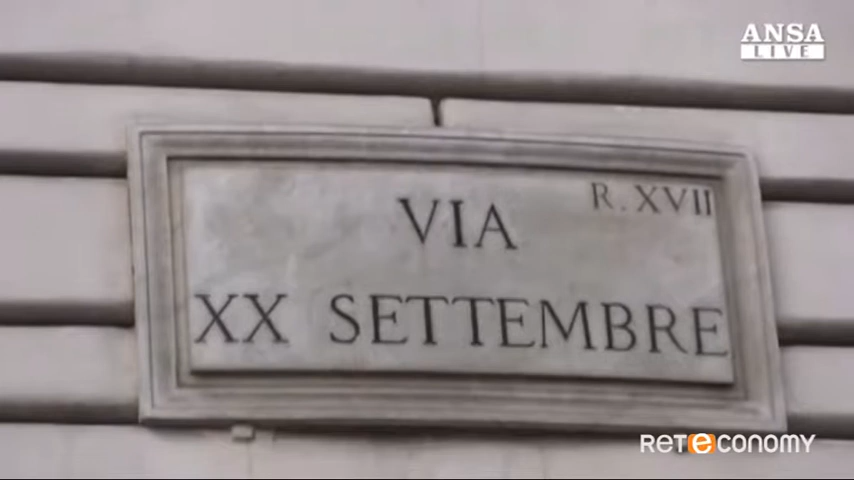 ANSA
LIVE
R. XVII
VIA
XX SETTEMBRE
RETECONOMY